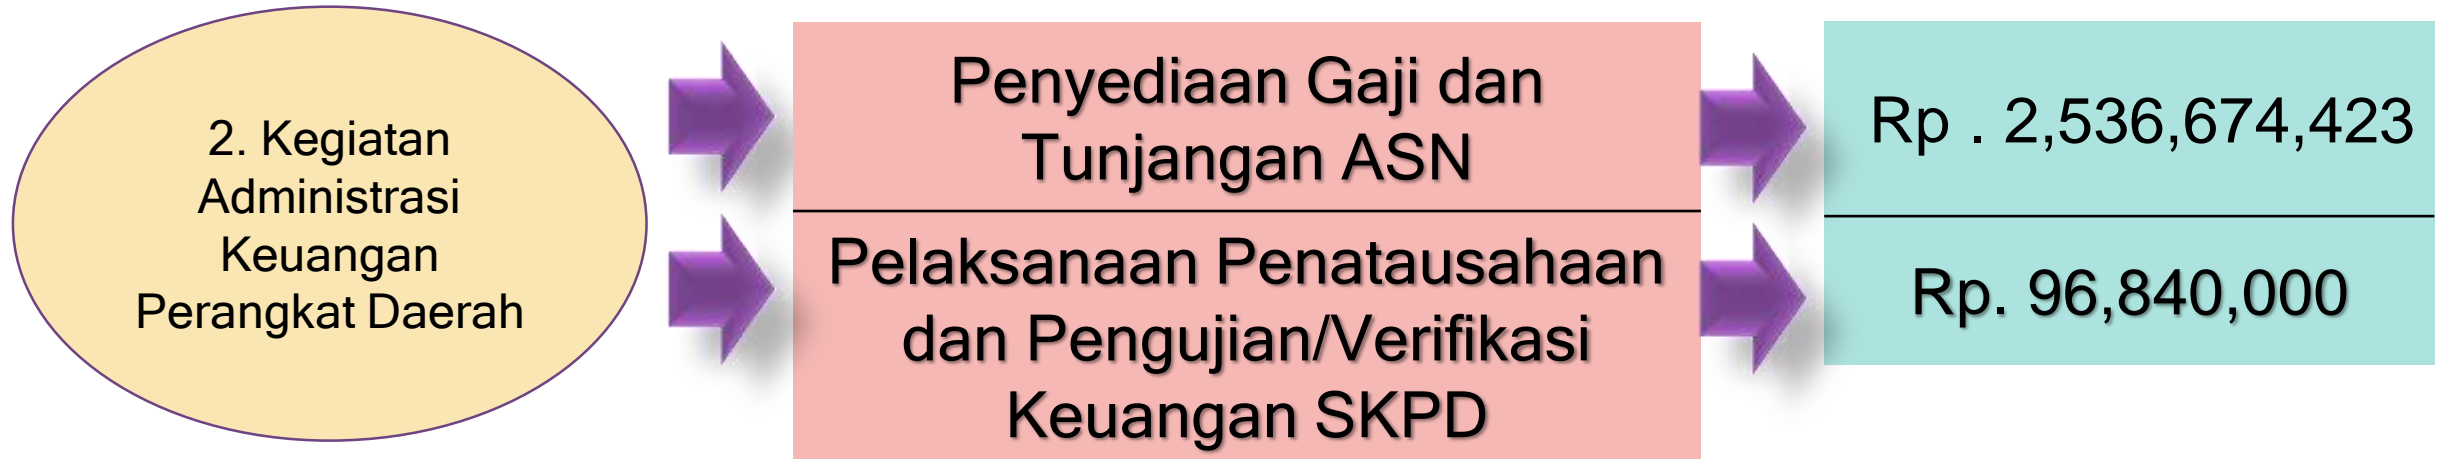 2. Kegiatan
Administrasi
Keuangan
Perangkat Daerah
Penyediaan Gaji dan
Tunjangan ASN
Rp . 2,536,674,423
Pelaksanaan Penatausahaan
dan Pengujian/Verifikasi
Keuangan SKPD
Rp. 96,840,000